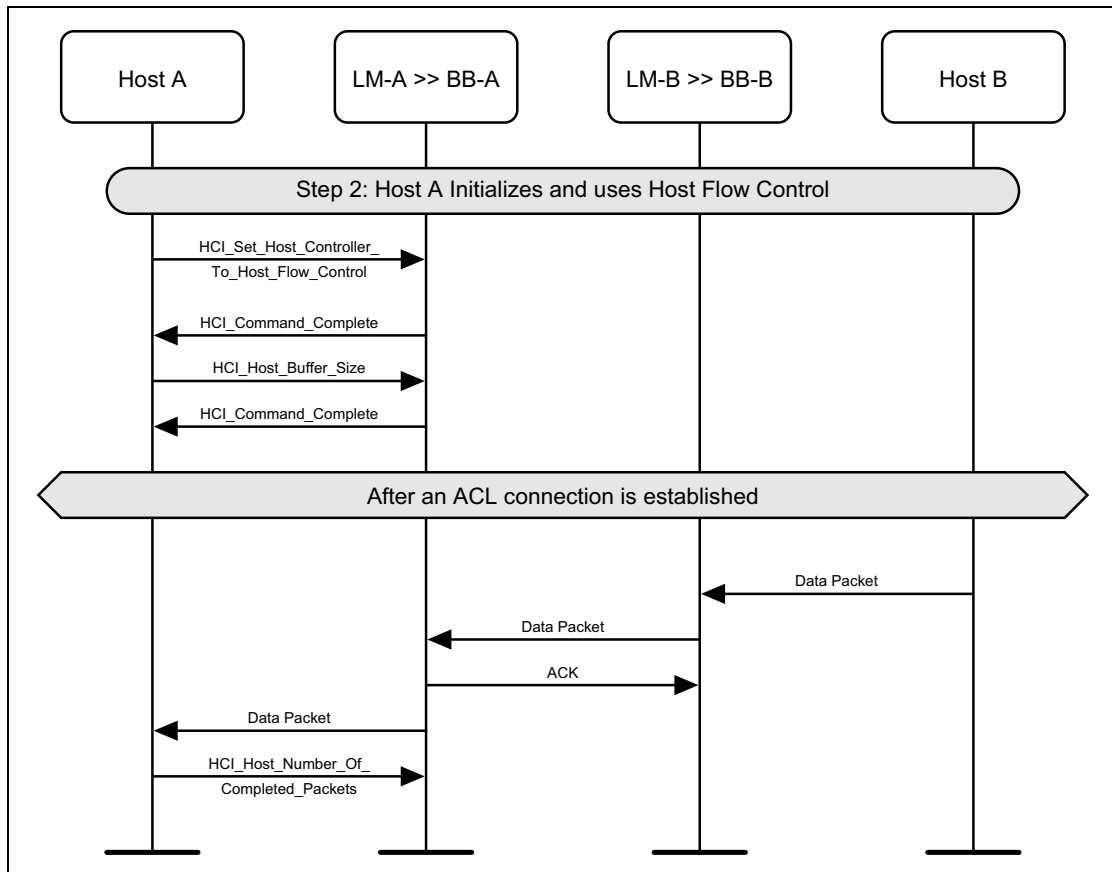 Host A
LM-A >> BB-A
LM-B >> BB-B
Host B
Step 2: Host A Initializes and uses Host Flow Control
HCI_Set_Host_Controller_
To_Host_Flow_Control
HCI_Command_Complete
HCI_Host_Buffer_Size
HCI_Command_Complete
After an ACL connection is established
Data Packet
Data Packet
ACK
Data Packet
HCI_Host_Number_Of_
Completed_Packets